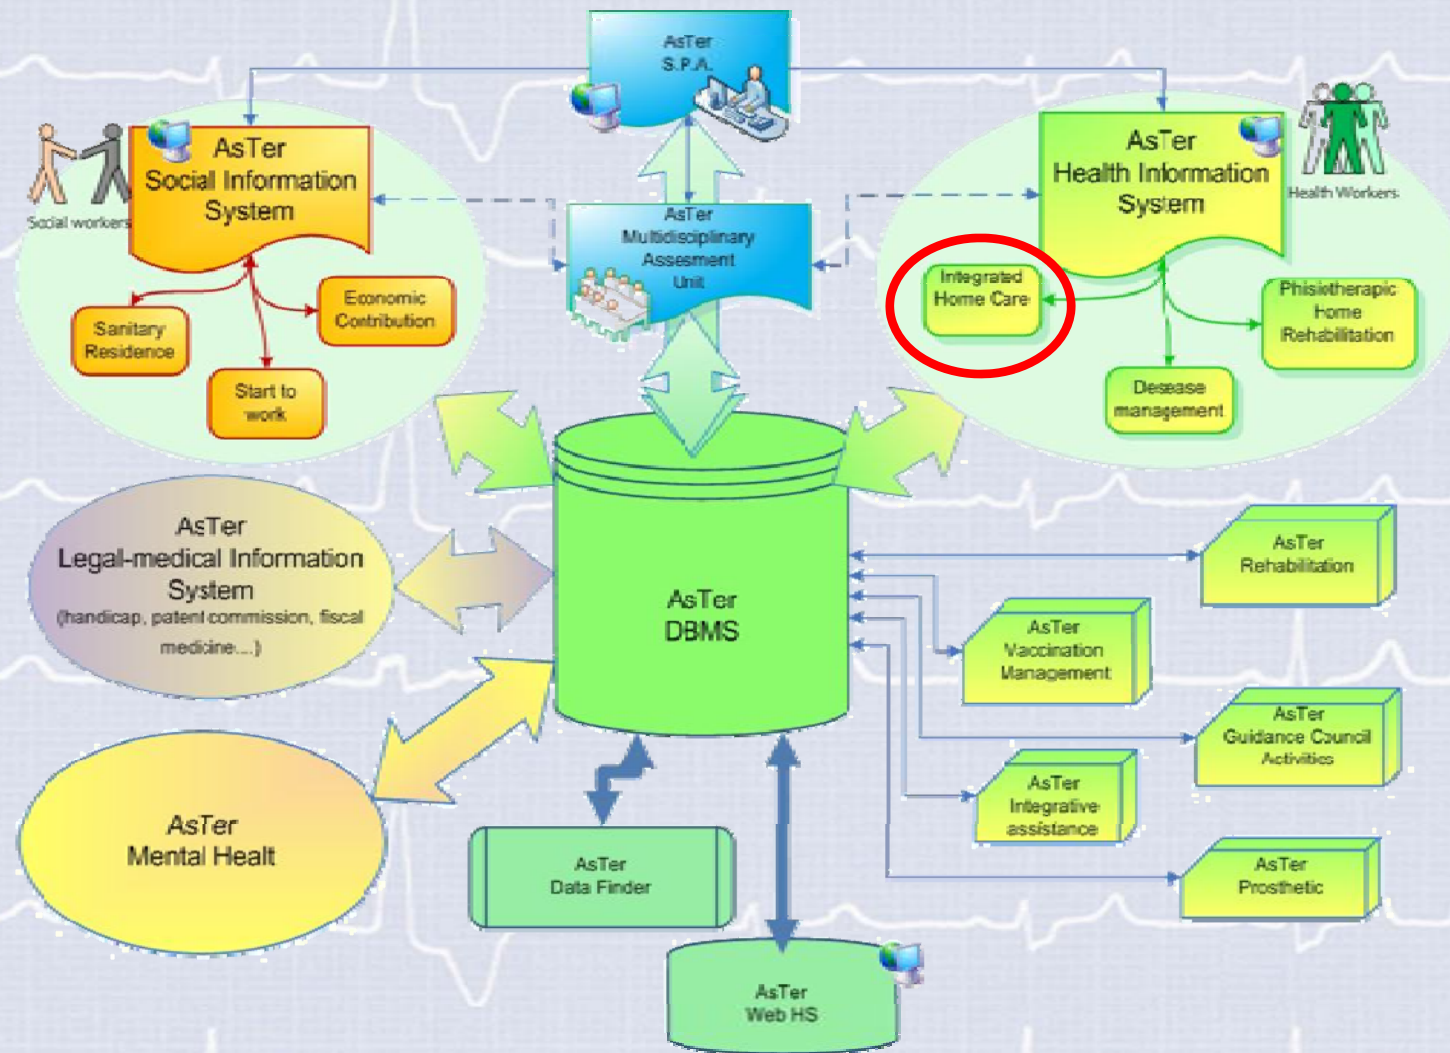 AsTer
S.P.A.
AsTer
Social Information
System
Social workers
AsTer
Health Information
System
Health Workers
AsTer
Multidisciplinary
Assesment
Unit
Sanitary
Residence
Economic
Contribution
Start to
work
Integrated
Home Care
Phisietherapic
Home
Rehabilitation
Desease
management
AsTer
Legal-medical Information
System
(handicap, patent commission, fiscal
medicine....)
AsTer
DBMS
AsTer
Rehabilitation
AsTer
Vaccination
Management
AsTer
Guidance Council
Activities
AsTer
Integrative
assistance
AsTer
Prosthetic
AsTer
Mental Healt
AsTer
Data Finder
AsTer
Web HS